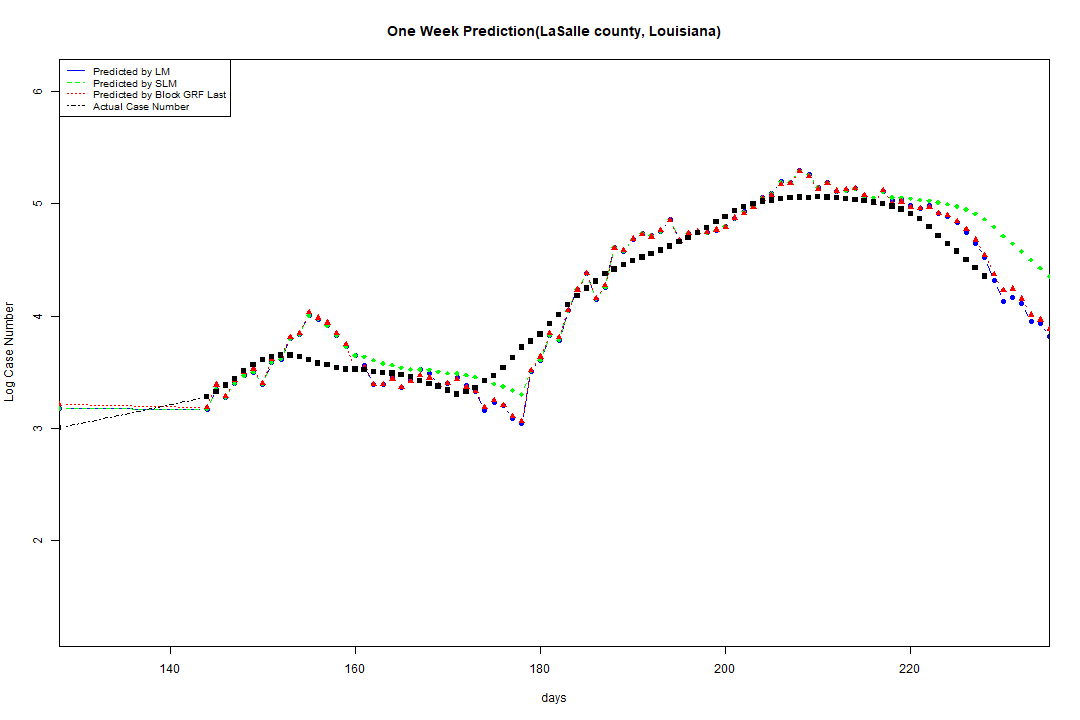 One Week Prediction(LaSalle county, Louisiana)
Predicted by LM
Predicted by SLM
Predicted by Block GRF Last
Actual Case Number
6
5
4
3
2
Log Case Number
140 160 180 200 220
days